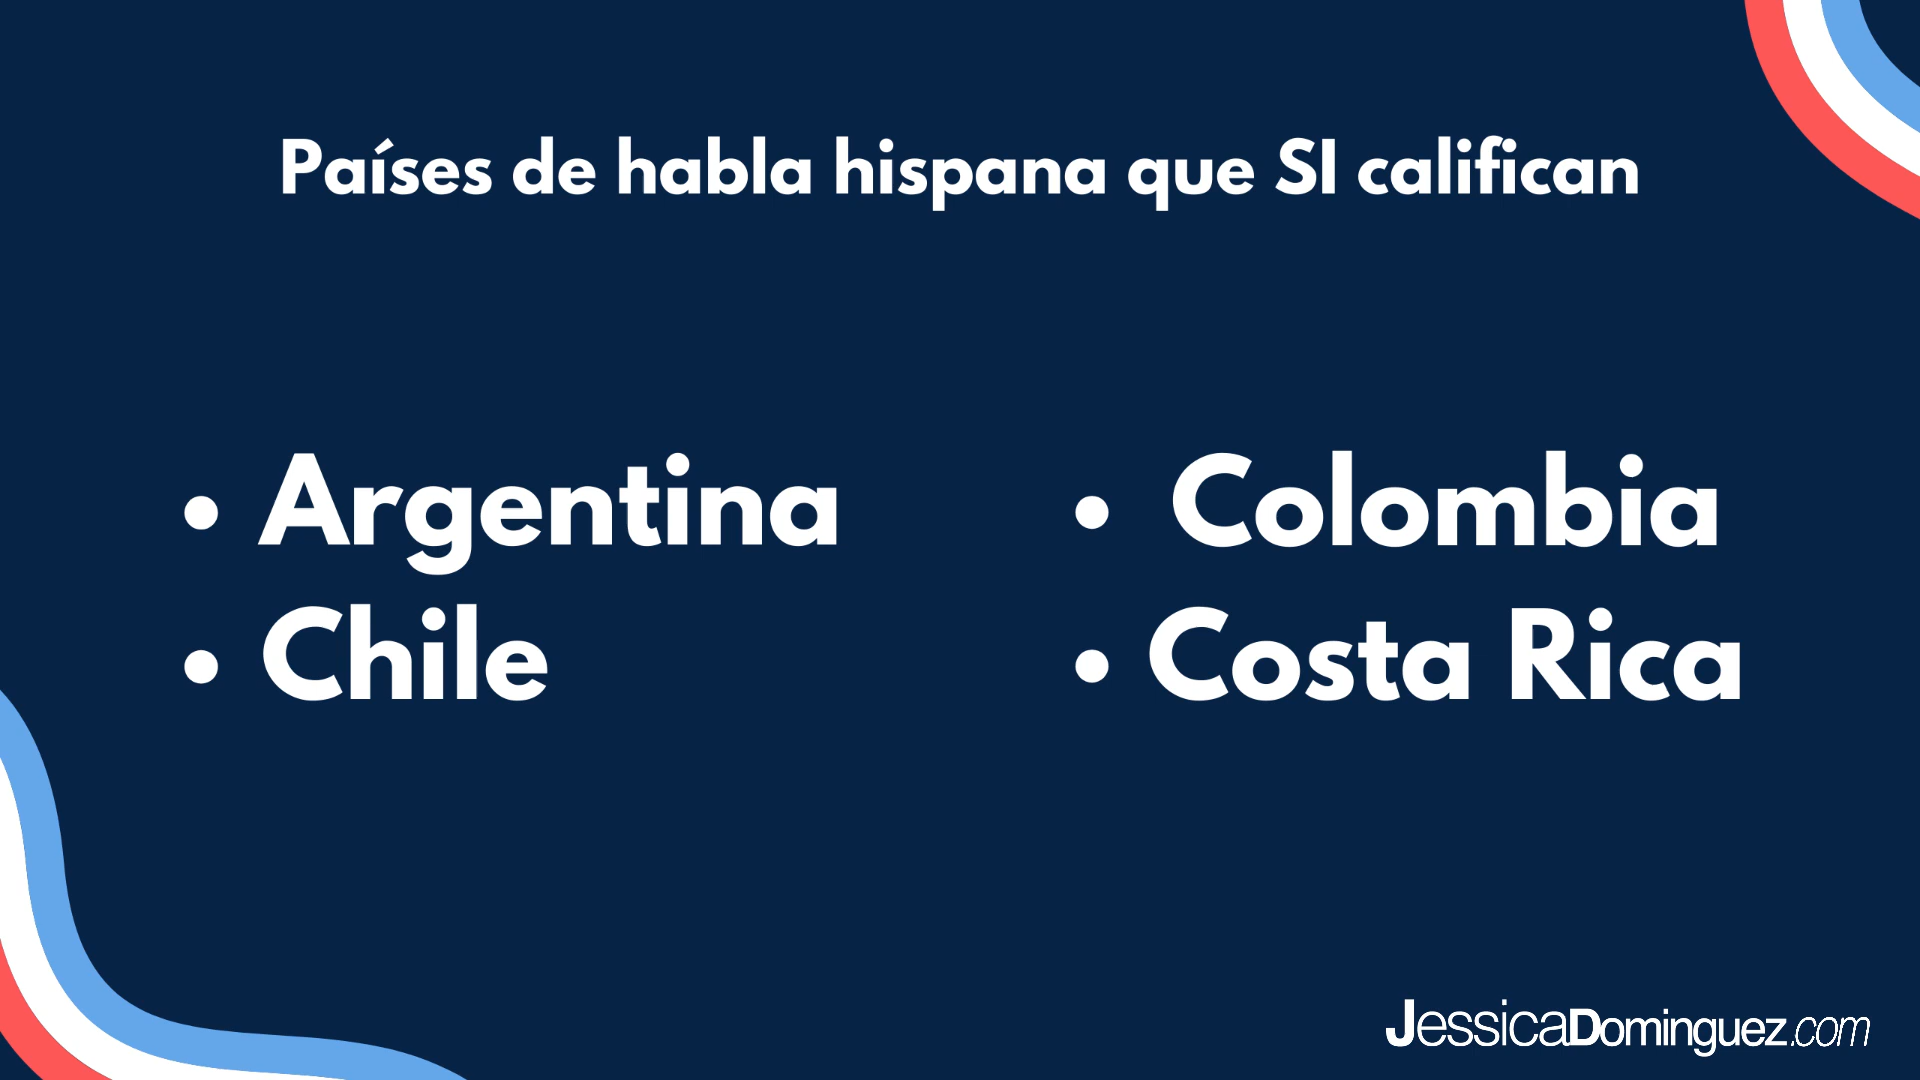 Países de habla hispana que SI califican
• Argentina
• Chile
• Colombia
• Costa Rica
JessicaDominguez.com